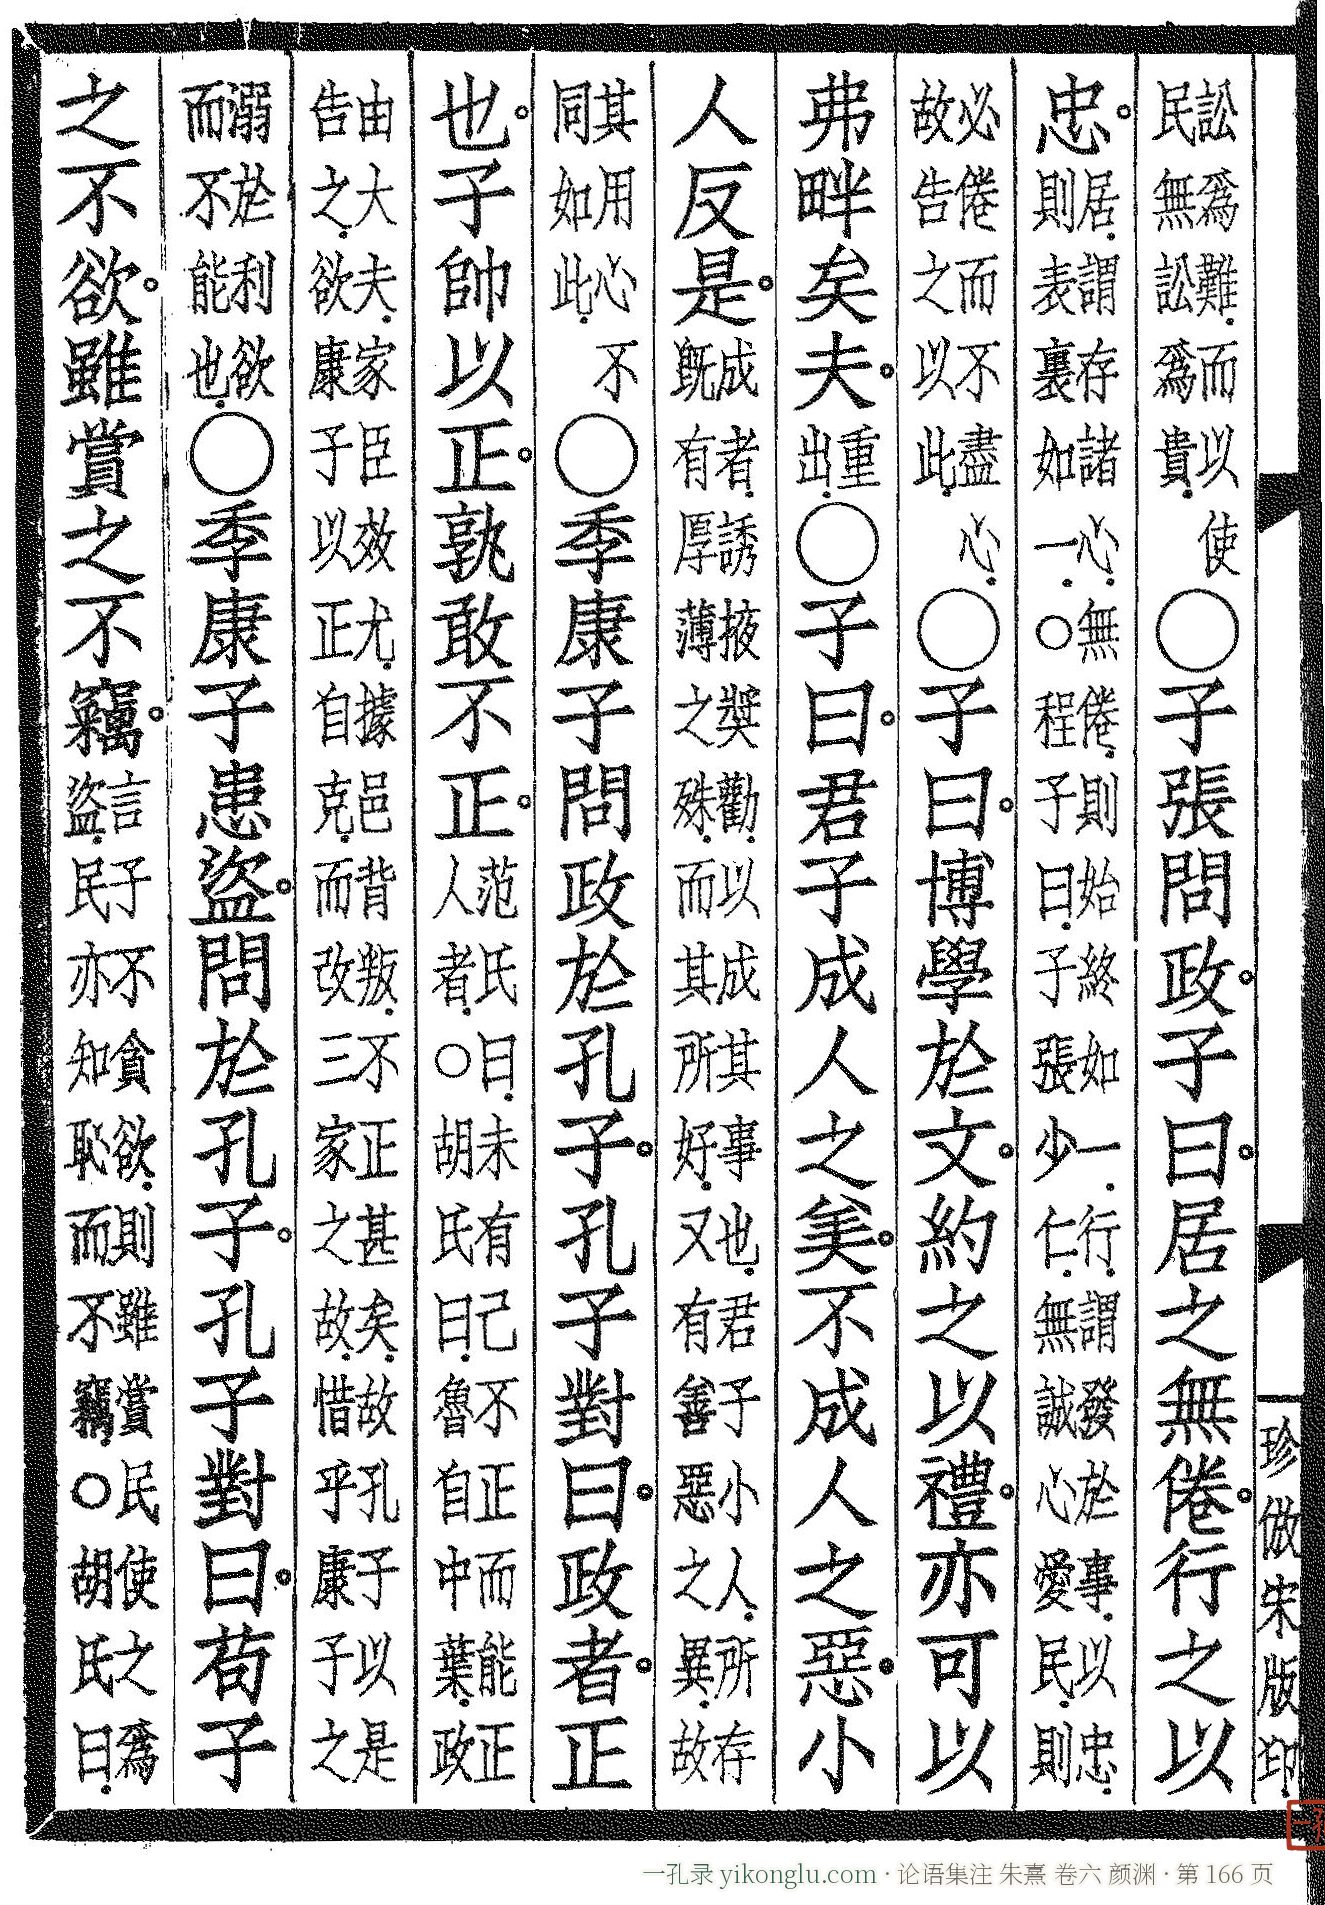 訟爲難而以使民無訟爲貴○子張問政子曰居之無倦行之以
忠居謂存諸心無倦則始終如一行謂發於事以忠則表裏如一○程子曰子張少仁無誠心愛民則
必倦而不盡心故告之以此○子曰博學於文約之以禮亦可以
弗畔矣夫重出○子曰君子成人之美不成人之惡小
人反是成者誘掖獎勸以成其事也君子小人所存既有厚薄之殊而其所好又有善惡之異故
其用心不同如此○季康子問政於孔子孔子對曰政者正
也子帥以正孰敢不正范氏曰未有己不正而能正人者○胡氏曰魯自中葉政
由大夫家臣效尤據邑背叛不正甚矣故孔子以是告之欲康子以正自克而改三家之故惜乎康子之
溺於利欲而不能也○季康子患盜問於孔子孔子對曰苟子
之不欲雖賞之不竊言子不貪欲則雖賞民使之爲盜民亦知恥而不竊○胡氏曰
珍倣宋版印
一孔录 yikonglu.com · 论语集注 朱熹 卷六 颜渊 · 第 166 页